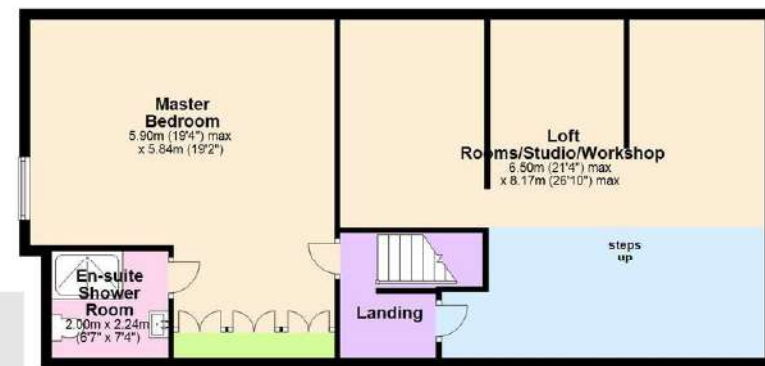 Master
Bedroom
5.90m (19'4") max
x 5.84m (19'2")
Loft
Rooms/Studio/Workshop
6.50m (21'4") max
x 8.17m (26'10") max
steps
up
En-suite
Shower
Room
2.00m x 2.24m
(6'7" x 7'4")
Landing